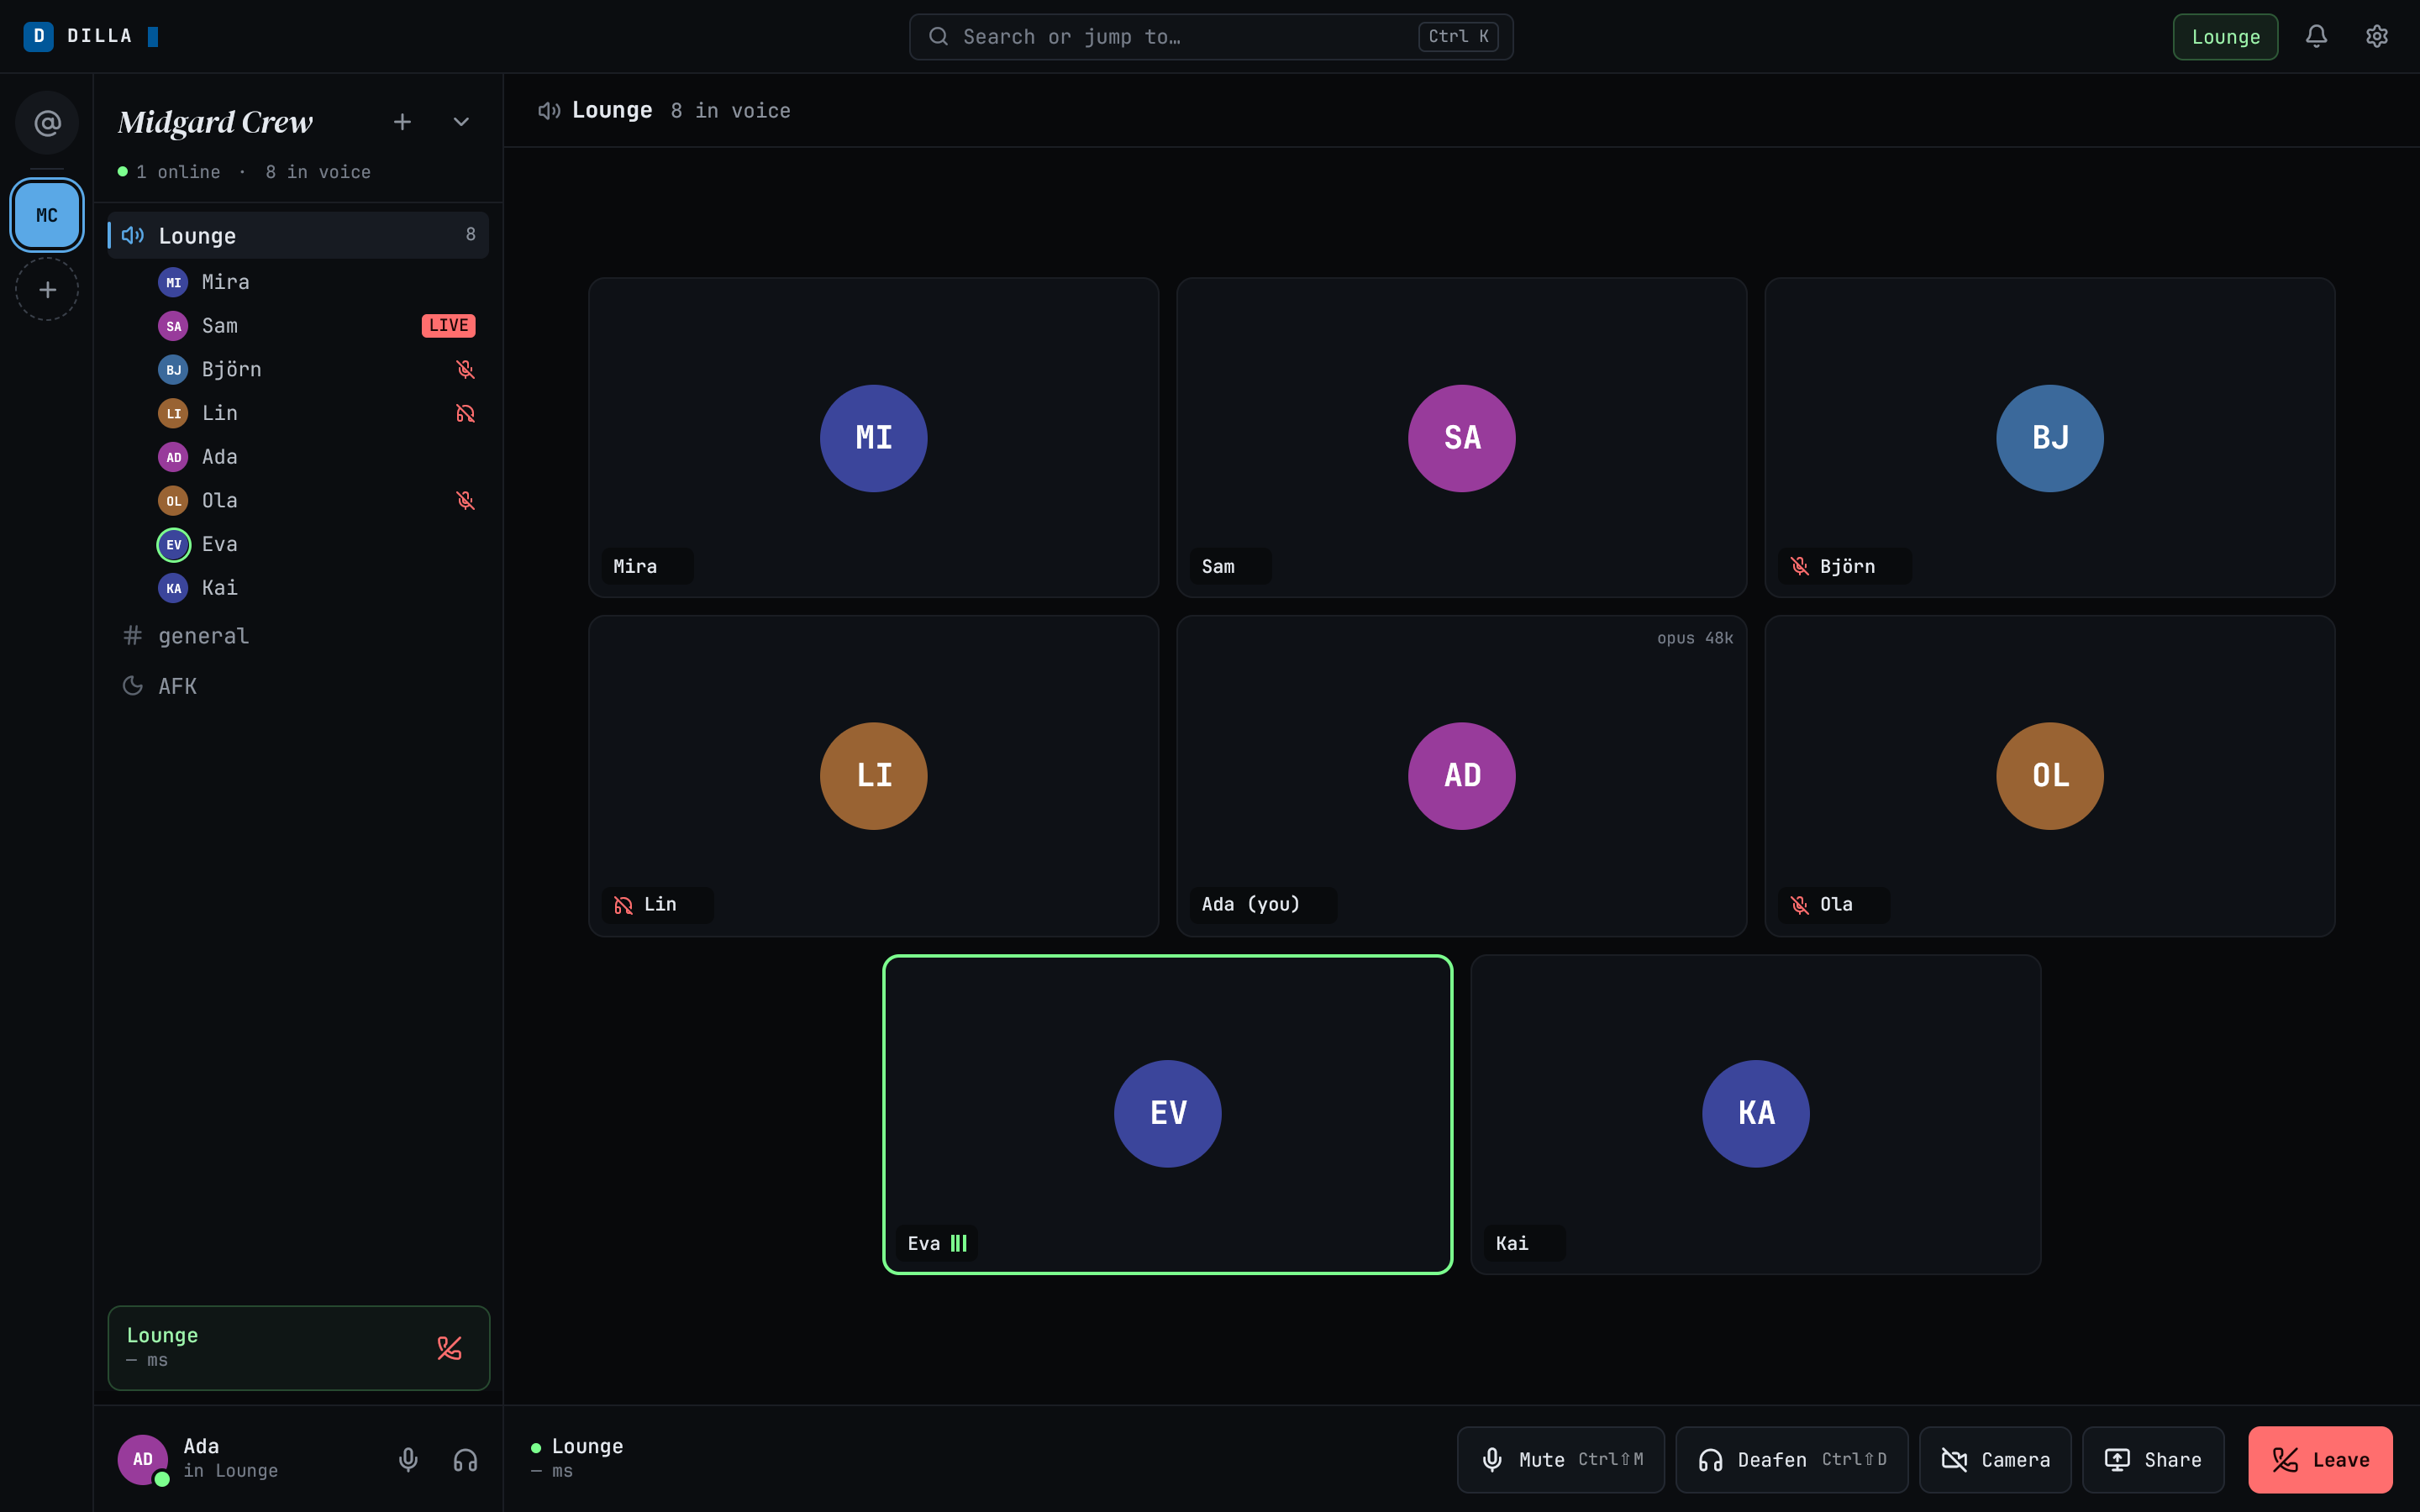 D DILLA
Search or jump to… Ctrl K
Lounge
@
Midgard Crew
1 online · 8 in voice
MC
Lounge 8
MI Mira
SA Sam LIVE
BJ Björn
LI Lin
AD Ada
OL Ola
EV Eva
KA Kai
# general
AFK
Lounge
— ms
AD
Ada
in Lounge
Lounge 8 in voice
MI
Mira
SA
Sam
BJ
Björn
LI
Lin
opus 48k
AD
Ada (you)
OL
Ola
EV
Eva
KA
Kai
Lounge
— ms
Mute Ctrl⇧M
Deafen Ctrl⇧D
Camera
Share
Leave